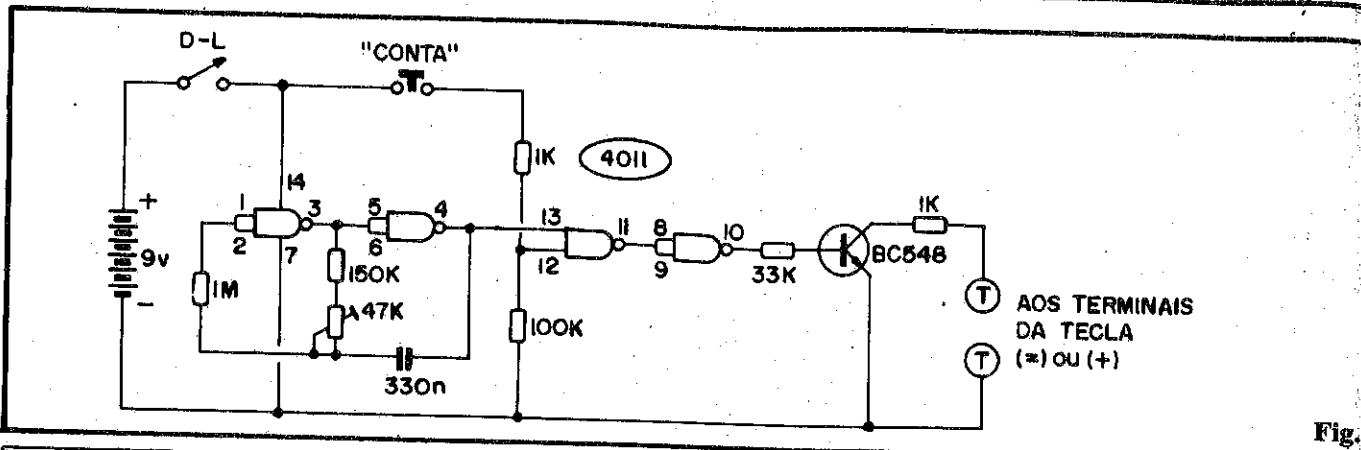 D-L
"CONTA"
1K
4011
14
1
2
3
5
6
4
13
12
11
8
9
10
1K
+
9v
-
7
1M
150K
47K
330n
100K
33K
BC548
T
AOS TERMINAIS
DA TECLA
T
(=) ou (+)
Fig.